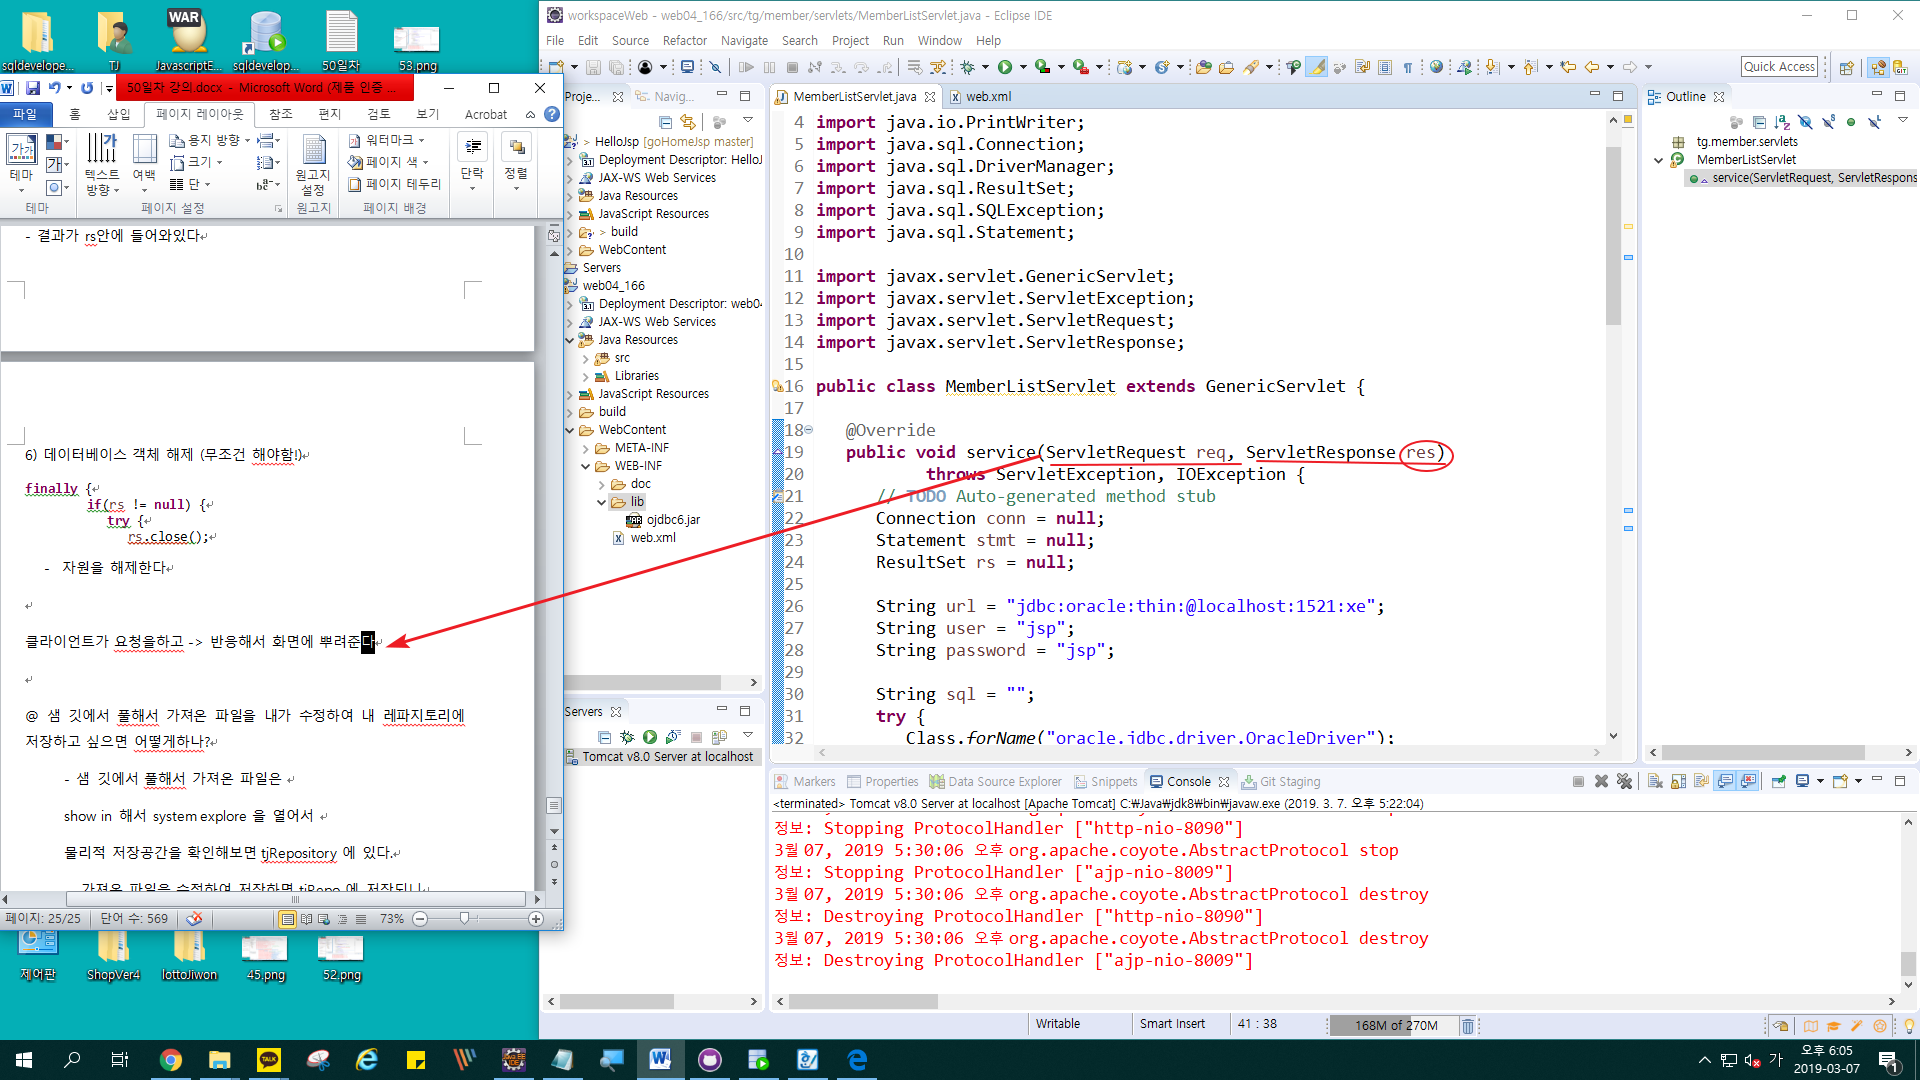 sqldevelope...
TJ
WAR
JavascriptE...
sqldevelop...
50일차
53.png
50일차 강의.docx - Microsoft Word (제품 인증 ...
파일
홈
삽입
페이지 레이아웃
참조
편지
검토
보기
Acrobat
테마
텍스트 방향
여백
용지 방향
크기
단
원고지 설정
워터마크
페이지 색
페이지 테두리
단락
정렬
테마
페이지 설정
원고지
페이지 배경
- 결과가 rs안에 들어와있다
6) 데이터베이스 객체 해제 (무조건 해야함!)
finally {
if(rs != null) {
try {
rs.close();
- 자원을 해제한다
클라이언트가 요청을하고 -> 반응해서 화면에 뿌려준다
@ 샘 깃에서 풀해서 가져온 파일을 내가 수정하여 내 레파지토리에
저장하고 싶으면 어떻게하나?
- 샘 깃에서 풀해서 가져온 파일은
show in 해서 system explore 을 열어서
물리적 저장공간을 확인해보면 tjRepository 에 있다.
가져온 파일을 수정하여 저장하면 tjRepo 에 저장되니
페이지: 25/25
단어 수: 569
73%
제어판
ShopVer4
lottoJiwon
45.png
52.png
workspaceWeb - web04_166/src/tg/member/servlets/MemberListServlet.java - Eclipse IDE
File Edit Source Refactor Navigate Search Project Run Window Help
Quick Access
Proje...
Navig...
> HelloJsp [goHomeJsp master]
Deployment Descriptor: HelloJ
JAX-WS Web Services
Java Resources
JavaScript Resources
> build
WebContent
Servers
web04_166
Deployment Descriptor: web04
JAX-WS Web Services
Java Resources
src
Libraries
JavaScript Resources
build
WebContent
META-INF
WEB-INF
doc
lib
ojdbc6.jar
web.xml
Servers
Tomcat v8.0 Server at localhost
MemberListServlet.java
web.xml
4 import java.io.PrintWriter;
5 import java.sql.Connection;
6 import java.sql.DriverManager;
7 import java.sql.ResultSet;
8 import java.sql.SQLException;
9 import java.sql.Statement;
10
11 import javax.servlet.GenericServlet;
12 import javax.servlet.ServletException;
13 import javax.servlet.ServletRequest;
14 import javax.servlet.ServletResponse;
15
16 public class MemberListServlet extends GenericServlet {
17
18 @Override
19 public void service(ServletRequest req, ServletResponse res)
20 throws ServletException, IOException {
21 // TODO Auto-generated method stub
22 Connection conn = null;
23 Statement stmt = null;
24 ResultSet rs = null;
25
26 String url = "jdbc:oracle:thin:@localhost:1521:xe";
27 String user = "jsp";
28 String password = "jsp";
29
30 String sql = "";
31 try {
32 Class.forName("oracle.jdbc.driver.OracleDriver");
Outline
tg.member.servlets
MemberListServlet
service(ServletRequest, ServletRespons
Markers
Properties
Data Source Explorer
Snippets
Console
Git Staging
<terminated> Tomcat v8.0 Server at localhost [Apache Tomcat] C:₩Java₩jdk8₩bin₩javaw.exe (2019. 3. 7. 오후 5:22:04)
정보: Stopping ProtocolHandler ["http-nio-8090"]
3월 07, 2019 5:30:06 오후 org.apache.coyote.AbstractProtocol stop
정보: Stopping ProtocolHandler ["ajp-nio-8009"]
3월 07, 2019 5:30:06 오후 org.apache.coyote.AbstractProtocol destroy
정보: Destroying ProtocolHandler ["http-nio-8090"]
3월 07, 2019 5:30:06 오후 org.apache.coyote.AbstractProtocol destroy
정보: Destroying ProtocolHandler ["ajp-nio-8009"]
Writable
Smart Insert
41 : 38
168M of 270M
TALK
가
오후 6:05
2019-03-07
1